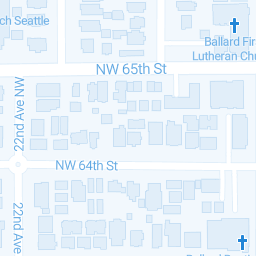 ch Seattle
Ballard Fir
Lutheran Chu
NW 65th St
22nd Ave NW
NW 64th St
22nd Ave